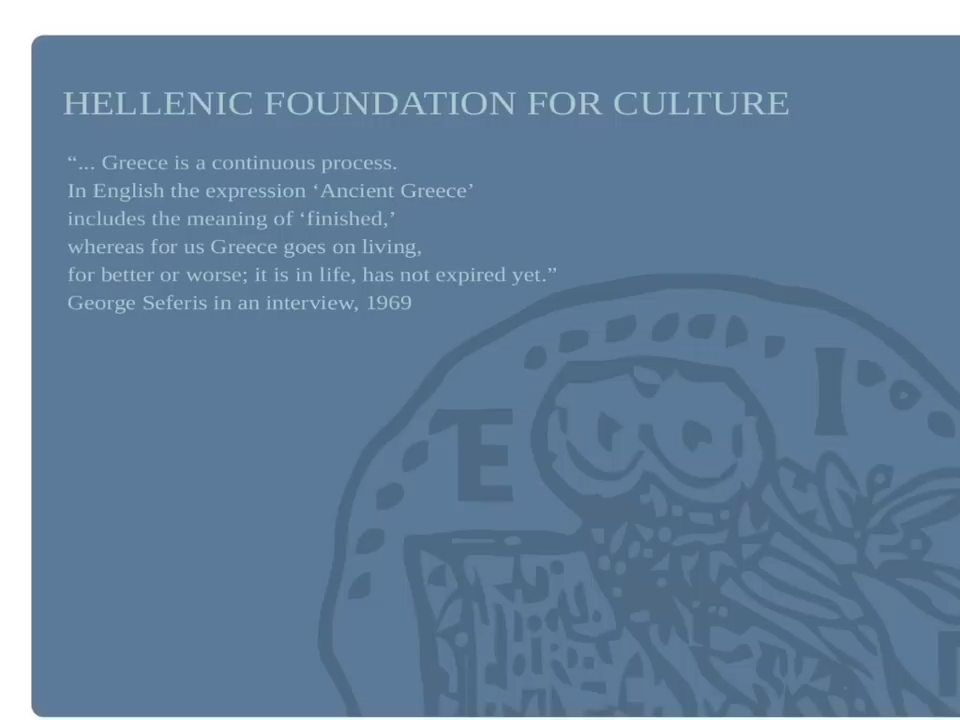 HELLENIC FOUNDATION FOR CULTURE
“... Greece is a continuous process.
In English the expression ‘Ancient Greece’
includes the meaning of ‘finished,’
whereas for us Greece goes on living,
for better or worse; it is in life, has not expired yet.”
George Seferis in an interview, 1969
Ε Ι